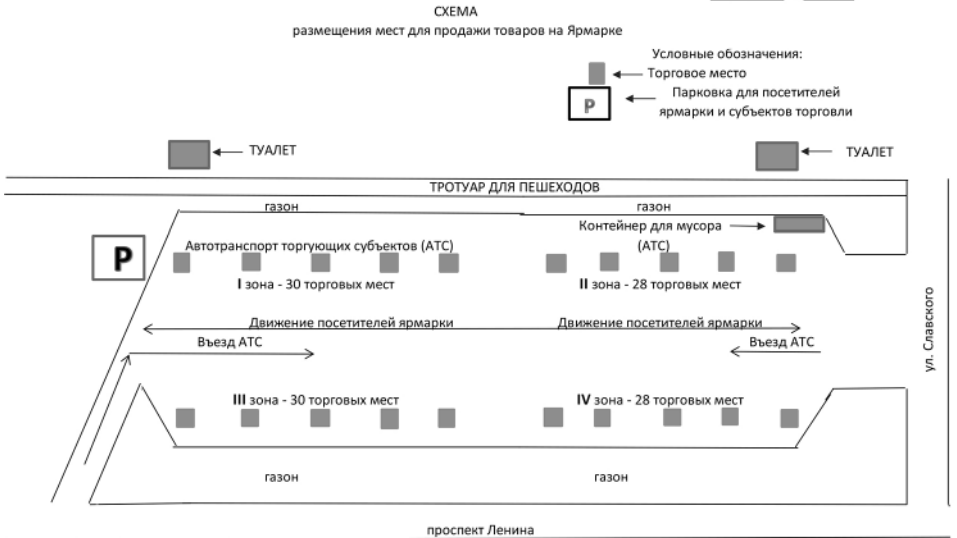 СХЕМА
размещения мест для продажи товаров на Ярмарке
Условные обозначения:
Торговое место
Парковка для посетителей
ярмарки и субъектов торговли
P
ТУАЛЕТ
ТУАЛЕТ
ТРОТУАР ДЛЯ ПЕШЕХОДОВ
газон
газон
Контейнер для мусора
P
Автотранспорт торгующих субъектов (АТС)
(АТС)
I зона - 30 торговых мест
II зона - 28 торговых мест
Движение посетителей ярмарки
Движение посетителей ярмарки
Въезд АТС
Въезд АТС
ул. Славского
III зона - 30 торговых мест
IV зона - 28 торговых мест
газон
газон
проспект Ленина